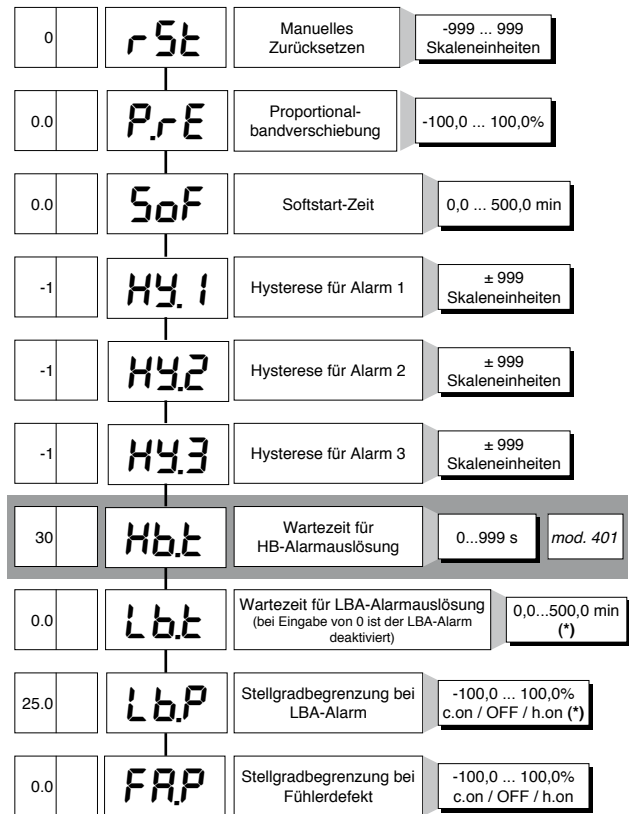 0
rSt
Manuelles
Zurücksetzen
-999 ... 999
Skaleneinheiten
0.0
P.rE
Proportional-
bandverschiebung
-100,0 ... 100,0%
0.0
SoF
Softstart-Zeit
0,0 ... 500,0 min
-1
HY. 1
Hysterese für Alarm 1
± 999
Skaleneinheiten
-1
HY.2
Hysterese für Alarm 2
± 999
Skaleneinheiten
-1
HY.3
Hysterese für Alarm 3
± 999
Skaleneinheiten
30
Hb.t
Wartezeit für
HB-Alarmauslösung
0...999 s
mod. 401
0.0
Lb.t
Wartezeit für LBA-Alarmauslösung
(bei Eingabe von 0 ist der LBA-Alarm
deaktiviert)
0,0...500,0 min
(*)
25.0
Lb.P
Stellgradbegrenzung bei
LBA-Alarm
-100,0 ... 100,0%
c.on / OFF / h.on (*)
0.0
FA.P
Stellgradbegrenzung bei
Fühlerdefekt
-100,0 ... 100,0%
c.on / OFF / h.on